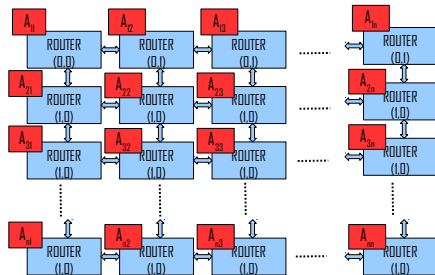 A11 A12 A13 A1n
ROUTER ROUTER ROUTER ROUTER
(0,0) (0,1) (0,1) ........ (0,1)
A21 A22 A23 A2n
ROUTER ROUTER ROUTER ROUTER
(1,0) (1,0) (1,0) ........ (1,0)
A31 A32 A33 A3n
ROUTER ROUTER ROUTER ROUTER
(1,0) (1,0) (1,0) ........ (1,0)
An1 An2 An3 Ann
ROUTER ROUTER ROUTER ROUTER
(1,0) (1,0) (1,0) ........ (1,0)